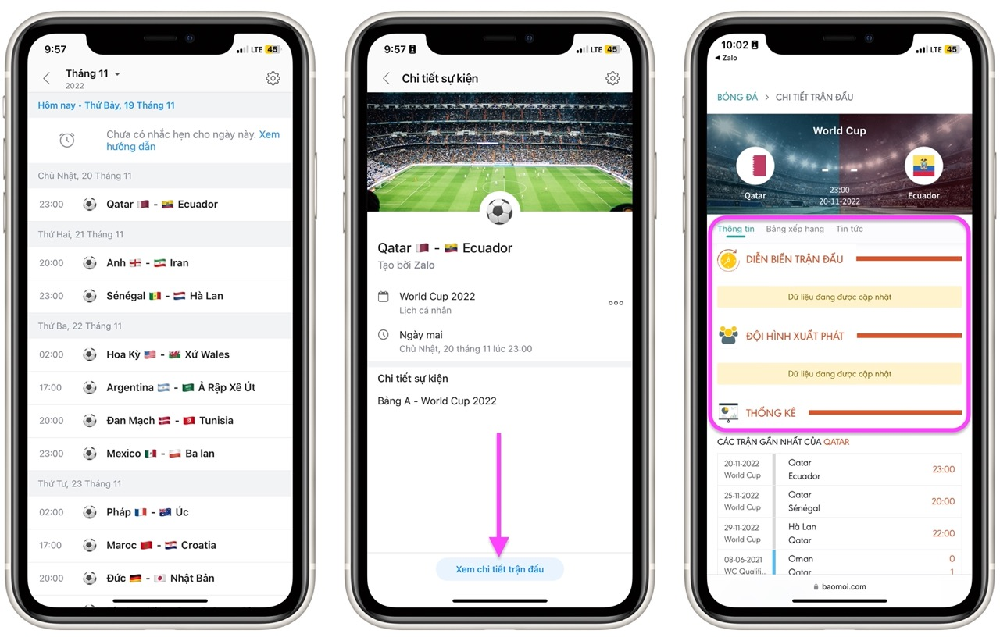 9:57
LTE 45
Tháng 11
2022
Hôm nay • Thứ Bảy, 19 Tháng 11
Chưa có nhắc hẹn cho ngày này. Xem
hướng dẫn
Chủ Nhật, 20 Tháng 11
23:00 Qatar - Ecuador
Thứ Hai, 21 Tháng 11
20:00 Anh - Iran
23:00 Sénégal - Hà Lan
Thứ Ba, 22 Tháng 11
02:00 Hoa Kỳ - Xứ Wales
17:00 Argentina - Ả Rập Xê Út
20:00 Đan Mạch - Tunisia
23:00 Mexico - Ba lan
Thứ Tư, 23 Tháng 11
02:00 Pháp - Úc
17:00 Maroc - Croatia
20:00 Đức - Nhật Bản
9:57
LTE 45
Chi tiết sự kiện
Qatar - Ecuador
Tạo bởi Zalo
World Cup 2022
Lịch cá nhân
Ngày mai
Chủ Nhật, 20 tháng 11 lúc 23:00
Chi tiết sự kiện
Bảng A - World Cup 2022
Xem chi tiết trận đấu
10:02
LTE 45
◀ Zalo
BÓNG ĐÁ > CHI TIẾT TRẬN ĐẤU
World Cup
- -
Qatar
23:00
20-11-2022
Ecuador
Thông tin Bảng xếp hạng Tin tức
DIỄN BIẾN TRẬN ĐẤU
Dữ liệu đang được cập nhật
ĐỘI HÌNH XUẤT PHÁT
Dữ liệu đang được cập nhật
THỐNG KÊ
CÁC TRẬN GẦN NHẤT CỦA QATAR
20-11-2022 Qatar
World Cup Ecuador 23:00
25-11-2022 Qatar
World Cup Sénégal 20:00
29-11-2022 Hà Lan
World Cup Qatar 22:00
08-06-2021 Oman 0
WC Qualifi... Qatar 1
baomoi.com